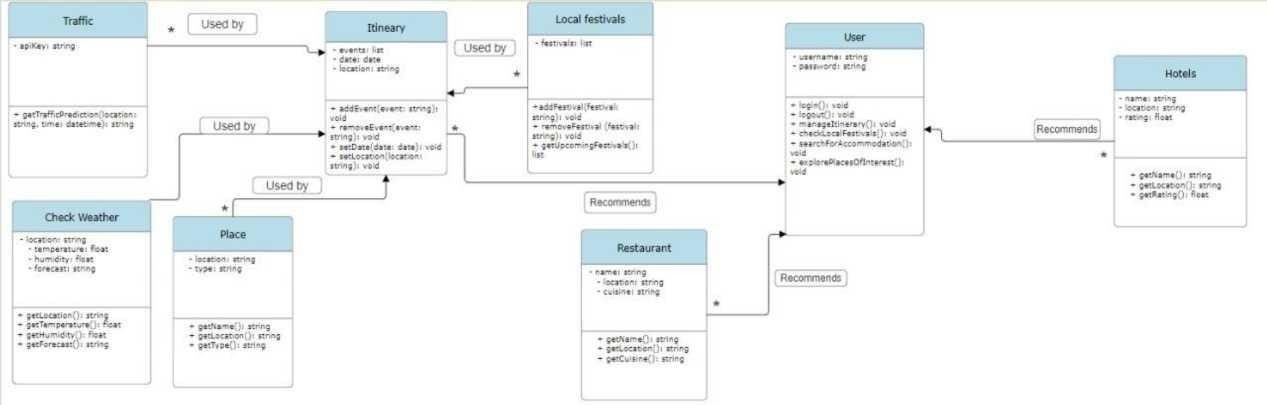 Traffic
- apiKey: string
+ getTrafficPrediction(location:
string, time: datetime): string
*
Used by
Itineary
- events: list
- date: date
- location: string
+ addEvent(event: string):
void
+ removeEvent(event:
string): void
+ setDate(date: date): void
+ setLocation(location:
string): void
*
Used by
*
Local festivals
- festivals: list
+addFestival(festival:
string): void
+ removeFestival (festival:
string): void
+ getUpcomingFestivals():
list
User
- username: string
- password: string
+ login(): void
+ logout(): void
+ manageItinerary(): void
+ checkLocalFestivals(): void
+ searchForAccommodation():
void
+ explorePlacesOfInterest():
void
Hotels
- name: string
- location: string
- rating: float
+ getName(): string
+ getLocation(): string
+ getRating(): float
Recommends
*
Used by
Used by
*
Recommends
Check Weather
- location: string
- temperature: float
- humidity: float
- forecast: string
+ getLocation(): string
+ getTemperature(): float
+ getHumidity(): float
+ getForecast(): string
Place
- location: string
- type: string
+ getName(): string
+ getLocation(): string
+ getType(): string
Restaurant
- name: string
- location: string
- cuisine: string
+ getName(): string
+ getLocation(): string
+ getCuisine(): string
*
Recommends